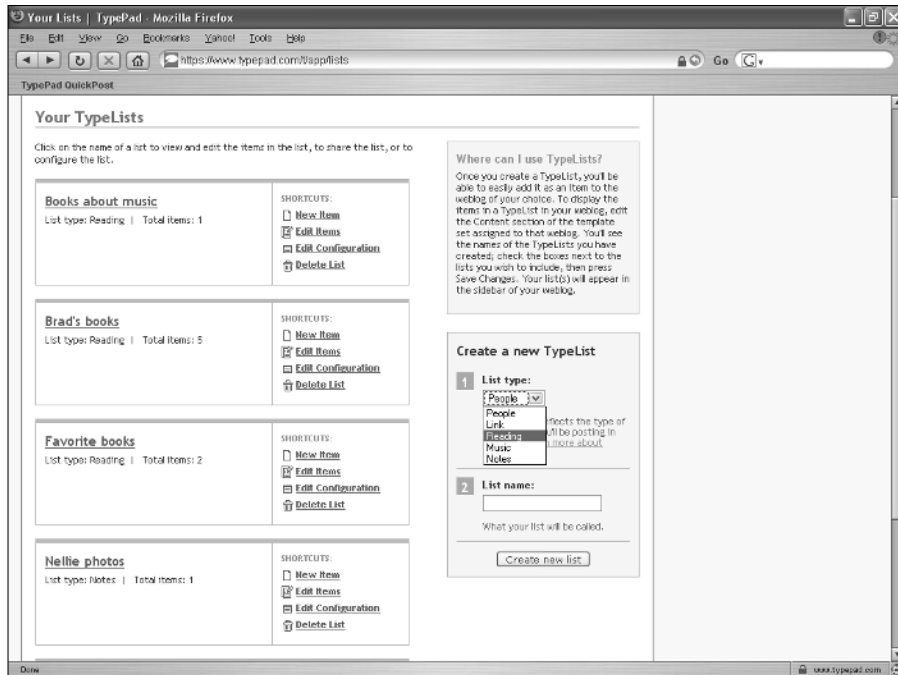 Your Lists | TypePad - Mozilla Firefox
File Edit View Go Bookmarks Yahoo! Tools Help
https://www.typepad.com/t/app/lists
Go
G
TypePad QuickPost
Your TypeLists
Click on the name of a list to view and edit the items in the list, to share the list, or to
configure the list.
Books about music
List type: Reading | Total items: 1
SHORTCUTS:
New Item
Edit Items
Edit Configuration
Delete List
Brad's books
List type: Reading | Total items: 5
SHORTCUTS:
New Item
Edit Items
Edit Configuration
Delete List
Favorite books
List type: Reading | Total items: 2
SHORTCUTS:
New Item
Edit Items
Edit Configuration
Delete List
Nellie photos
List type: Notes | Total items: 1
SHORTCUTS:
New Item
Edit Items
Edit Configuration
Delete List
Where can I use TypeLists?
Once you create a TypeList, you'll be
able to easily add it as an item to the
weblog of your choice. To display the
items in a TypeList in your weblog, edit
the Content section of the template
set assigned to that weblog. You'll see
the names of the TypeLists you have
created; check the boxes next to the
lists you wish to include, then press
Save Changes. Your list(s) will appear in
the sidebar of your weblog.
Create a new TypeList
1 List type:
People
People
Link
Reading
Music
Notes
eflects the type of
u'll be posting in
n more about
2 List name:
What your list will be called.
Create new list
Done
www.typepad.com